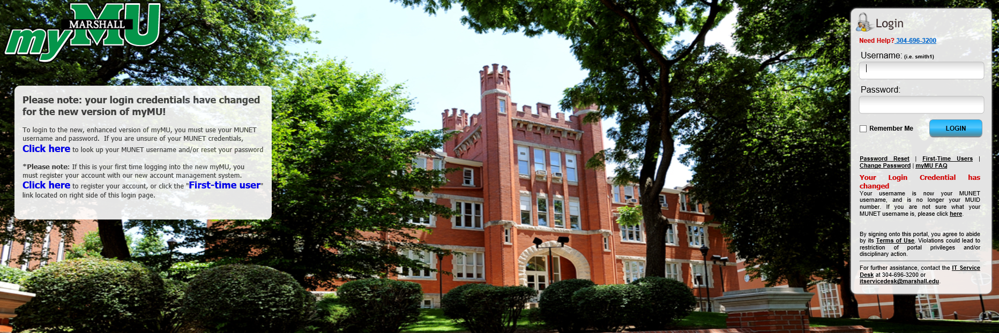 my MU
MARSHALL
Please note: your login credentials have changed
for the new version of myMU!
To login to the new, enhanced version of myMU, you must use your MUNET
username and password.  If you are unsure of your MUNET credentials,
Click here to look up your MUNET username and/or reset your password
*Please note: If this is your first time logging into the new myMU, you
must register your account with our new account management system.
Click here to register your account, or click the "First-time user"
link located on right side of this login page.
Login
Need Help? 304-696-3200
Username: (i.e. smith1)
Password:
Remember Me
LOGIN
Password Reset | First-Time Users |
Change Password | myMU FAQ
Your Login Credential has
changed
Your username is now your MUNET
username, and is no longer your MUID
number. If you are not sure what your
MUNET username is, please click here.
By signing onto this portal, you agree to abide
by its Terms of Use. Violations could lead to
restriction of portal privileges and/or
disciplinary action.
For further assistance, contact the IT Service
Desk at 304-696-3200 or
itservicedesk@marshall.edu.